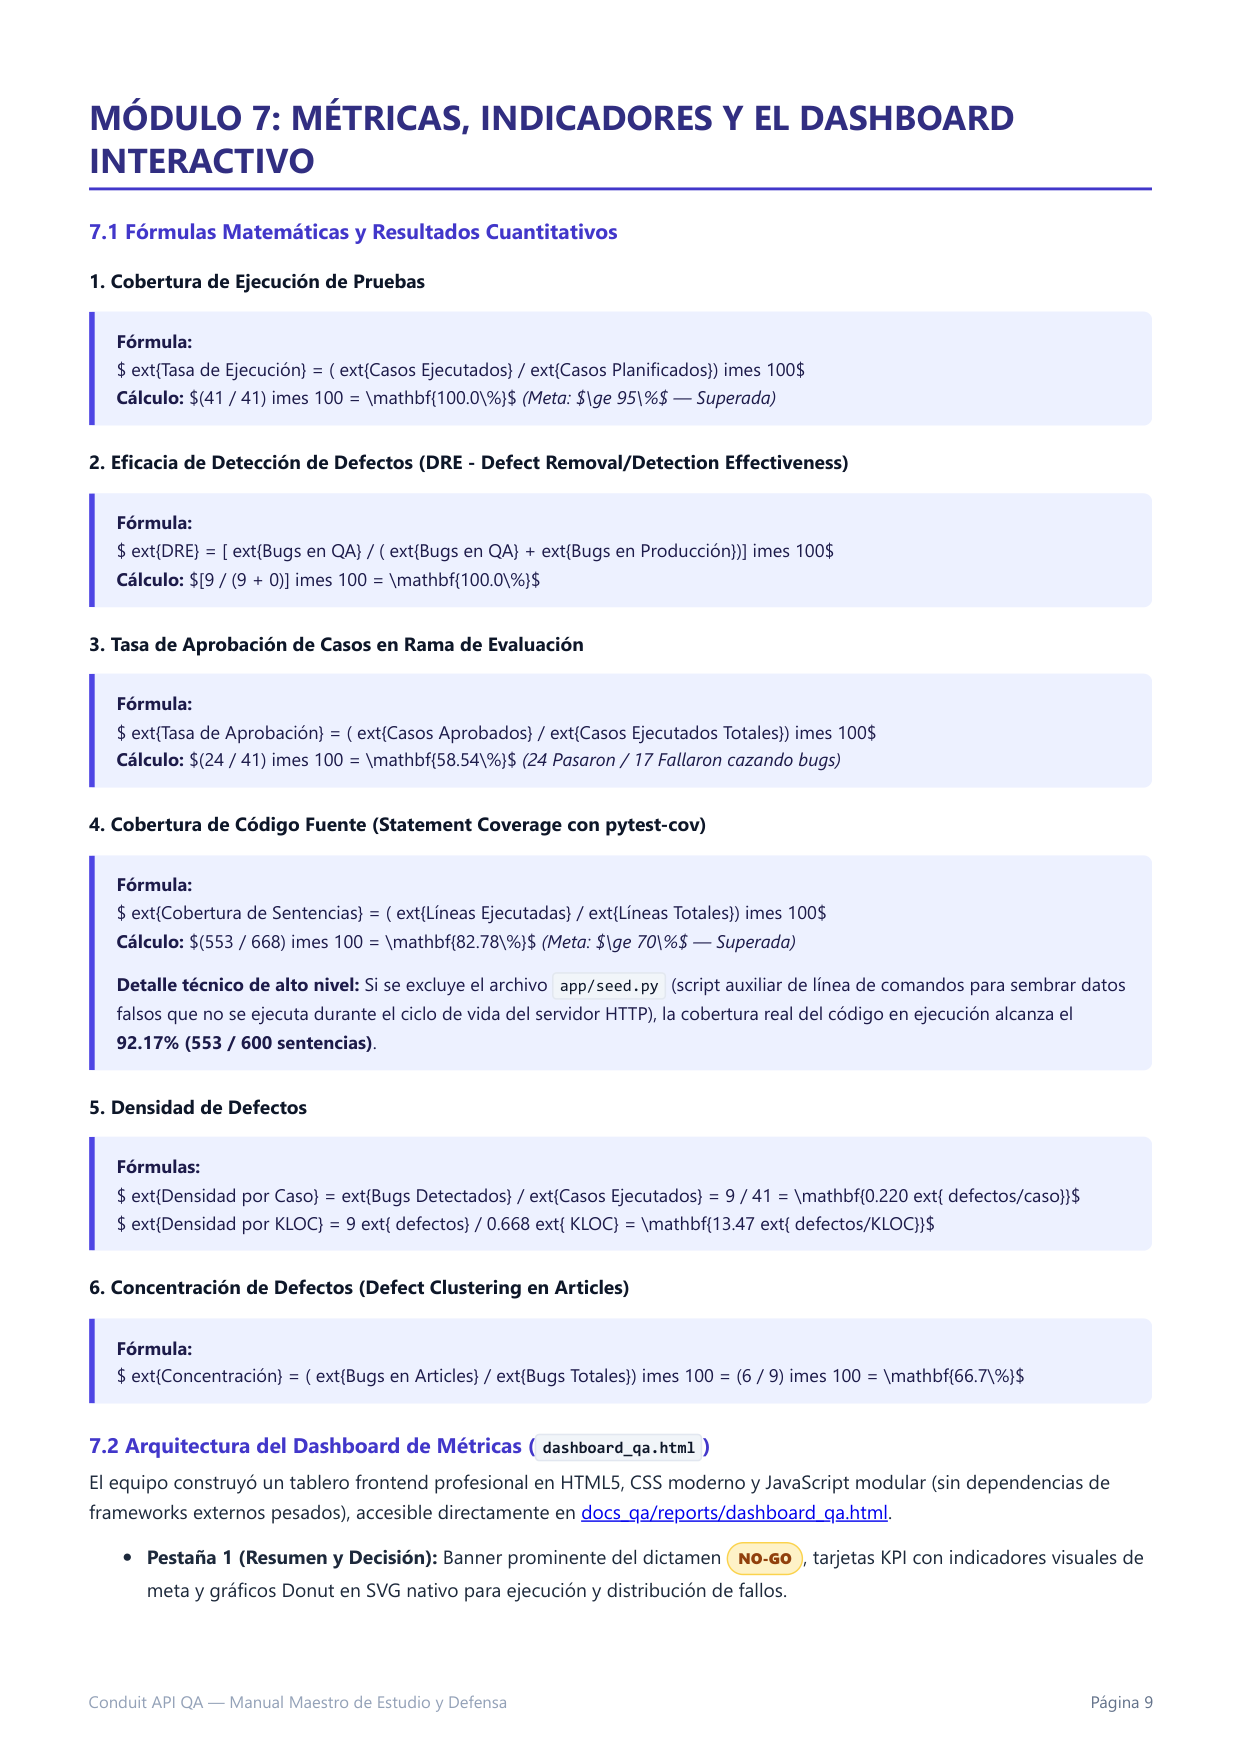 MÓDULO 7: MÉTRICAS, INDICADORES Y EL DASHBOARD
INTERACTIVO
7.1 Fórmulas Matemáticas y Resultados Cuantitativos
1. Cobertura de Ejecución de Pruebas
Fórmula:
$ ext{Tasa de Ejecución} = ( ext{Casos Ejecutados} / ext{Casos Planificados}) imes 100$
Cálculo: $(41 / 41) imes 100 = \mathbf{100.0\%}$ (Meta: $\ge 95\%$ — Superada)
2. Eficacia de Detección de Defectos (DRE - Defect Removal/Detection Effectiveness)
Fórmula:
$ ext{DRE} = [ ext{Bugs en QA} / ( ext{Bugs en QA} + ext{Bugs en Producción})] imes 100$
Cálculo: $[9 / (9 + 0)] imes 100 = \mathbf{100.0\%}$
3. Tasa de Aprobación de Casos en Rama de Evaluación
Fórmula:
$ ext{Tasa de Aprobación} = ( ext{Casos Aprobados} / ext{Casos Ejecutados Totales}) imes 100$
Cálculo: $(24 / 41) imes 100 = \mathbf{58.54\%}$ (24 Pasaron / 17 Fallaron cazando bugs)
4. Cobertura de Código Fuente (Statement Coverage con pytest-cov)
Fórmula:
$ ext{Cobertura de Sentencias} = ( ext{Líneas Ejecutadas} / ext{Líneas Totales}) imes 100$
Cálculo: $(553 / 668) imes 100 = \mathbf{82.78\%}$ (Meta: $\ge 70\%$ — Superada)
Detalle técnico de alto nivel: Si se excluye el archivo app/seed.py (script auxiliar de línea de comandos para sembrar datos
falsos que no se ejecuta durante el ciclo de vida del servidor HTTP), la cobertura real del código en ejecución alcanza el
92.17% (553 / 600 sentencias).
5. Densidad de Defectos
Fórmulas:
$ ext{Densidad por Caso} = ext{Bugs Detectados} / ext{Casos Ejecutados} = 9 / 41 = \mathbf{0.220 ext{ defectos/caso}}$
$ ext{Densidad por KLOC} = 9 ext{ defectos} / 0.668 ext{ KLOC} = \mathbf{13.47 ext{ defectos/KLOC}}$
6. Concentración de Defectos (Defect Clustering en Articles)
Fórmula:
$ ext{Concentración} = ( ext{Bugs en Articles} / ext{Bugs Totales}) imes 100 = (6 / 9) imes 100 = \mathbf{66.7\%}$
7.2 Arquitectura del Dashboard de Métricas (dashboard_qa.html)
El equipo construyó un tablero frontend profesional en HTML5, CSS moderno y JavaScript modular (sin dependencias de
frameworks externos pesados), accesible directamente en docs_qa/reports/dashboard_qa.html.
• Pestaña 1 (Resumen y Decisión): Banner prominente del dictamen NO-GO, tarjetas KPI con indicadores visuales de
meta y gráficos Donut en SVG nativo para ejecución y distribución de fallos.
Conduit API QA — Manual Maestro de Estudio y Defensa
Página 9